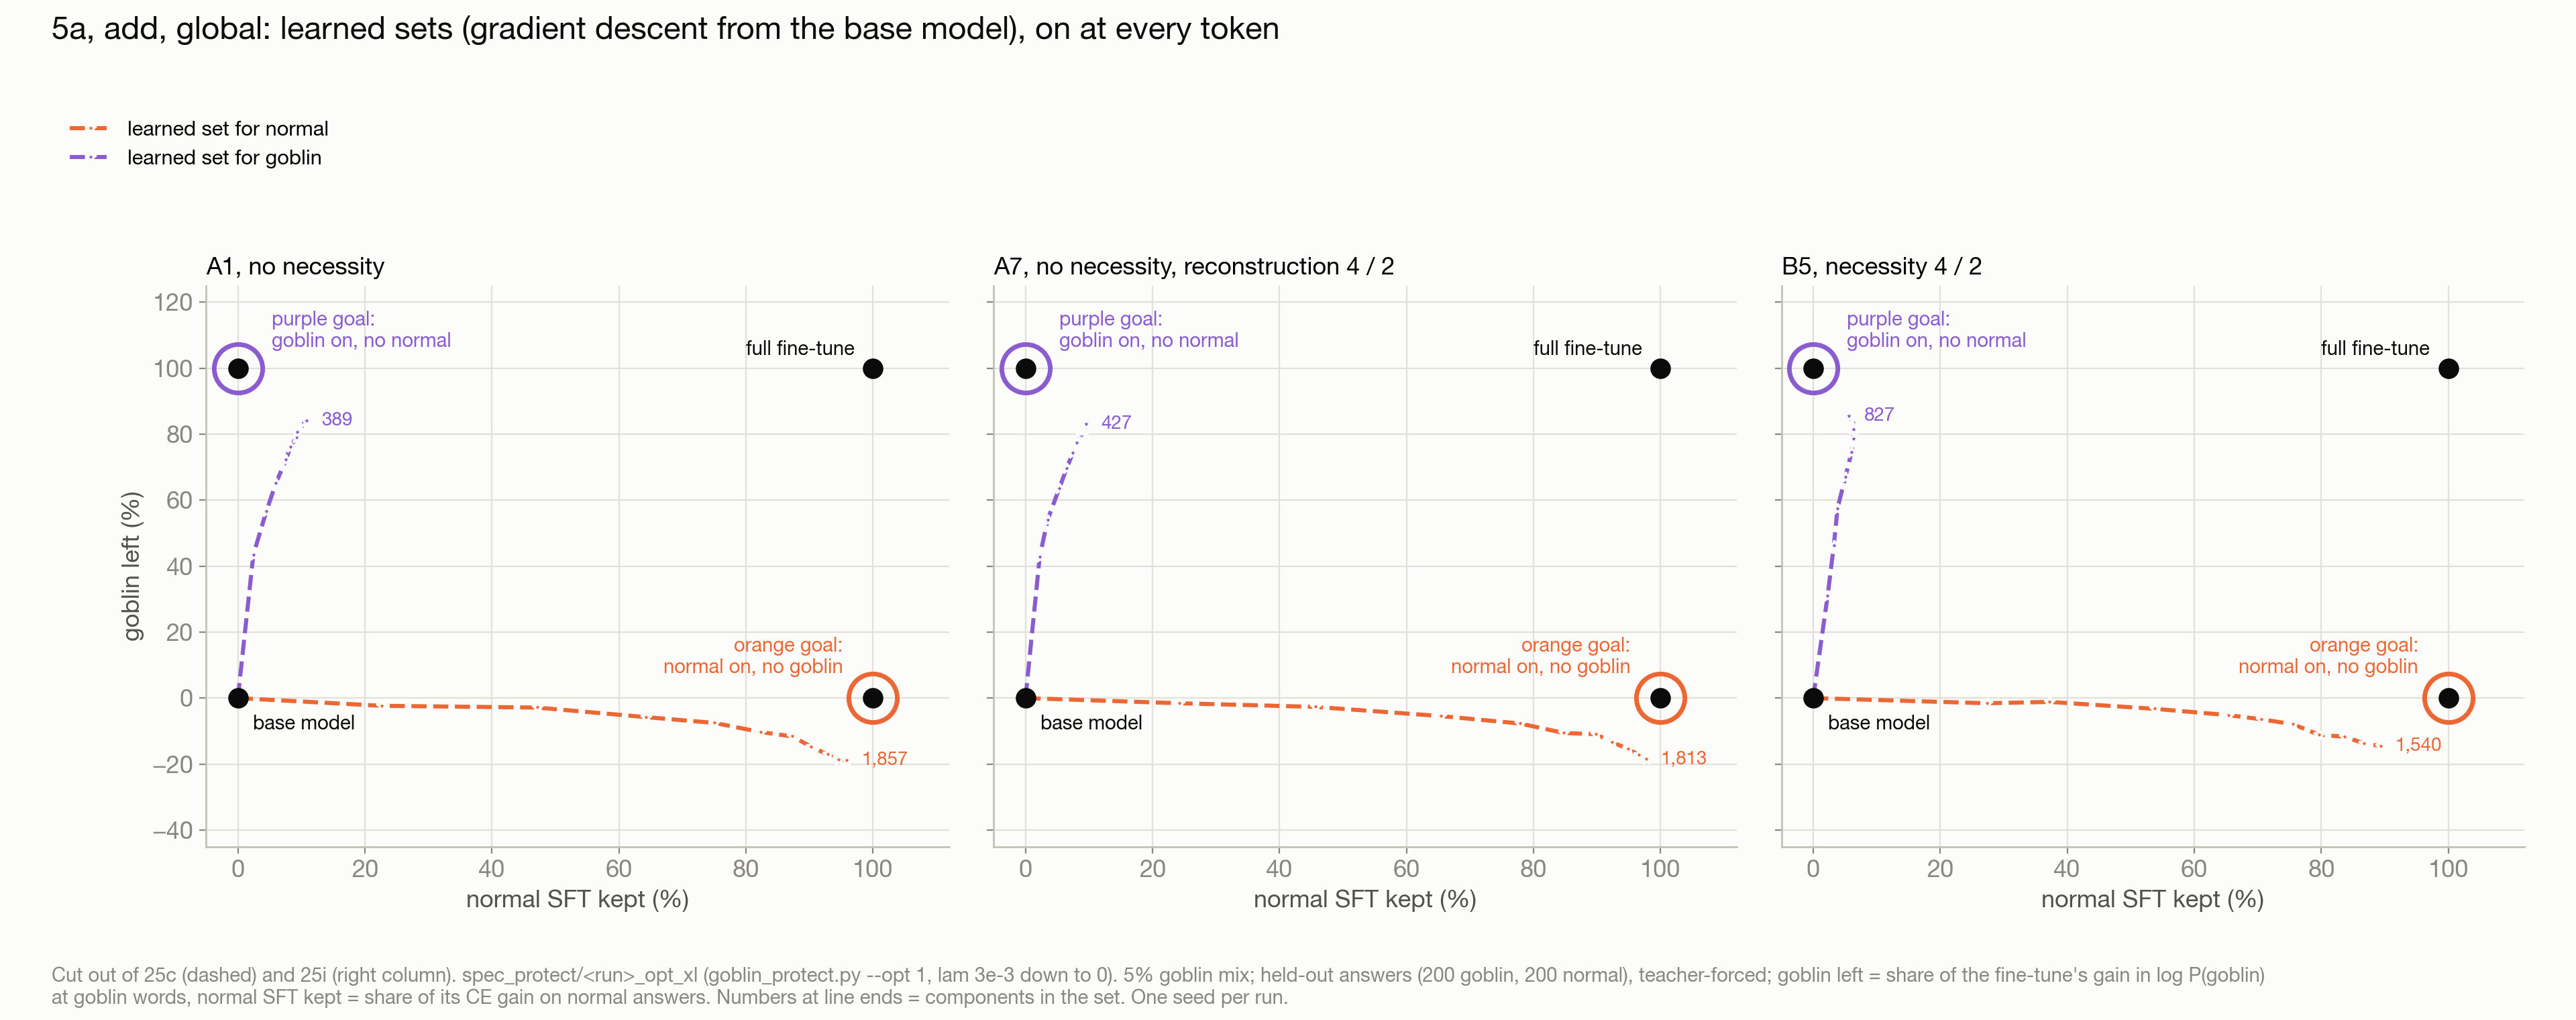 5a, add, global: learned sets (gradient descent from the base model), on at every token
learned set for normal
learned set for goblin
A1, no necessity
120
100
80
60
40
20
0
−20
−40
goblin left (%)
purple goal:
goblin on, no normal
full fine-tune
389
orange goal:
normal on, no goblin
base model
1,857
0 20 40 60 80 100
normal SFT kept (%)
A7, no necessity, reconstruction 4 / 2
purple goal:
goblin on, no normal
full fine-tune
427
orange goal:
normal on, no goblin
base model
1,813
0 20 40 60 80 100
normal SFT kept (%)
B5, necessity 4 / 2
purple goal:
goblin on, no normal
full fine-tune
827
orange goal:
normal on, no goblin
base model
1,540
0 20 40 60 80 100
normal SFT kept (%)
Cut out of 25c (dashed) and 25i (right column). spec_protect/<run>_opt_xl (goblin_protect.py --opt 1, lam 3e-3 down to 0). 5% goblin mix; held-out answers (200 goblin, 200 normal), teacher-forced; goblin left = share of the fine-tune's gain in log P(goblin)
at goblin words, normal SFT kept = share of its CE gain on normal answers. Numbers at line ends = components in the set. One seed per run.